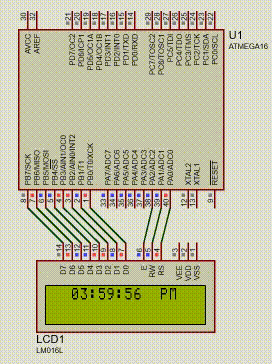 30
32
AVCC
AREF
21
20
19
18
17
16
15
14
PD7/OC2
PD6/ICP1
PD5/OC1A
PD4/OC1B
PD3/INT1
PD2/INT0
PD1/TXD
PD0/RXD
29
28
27
26
25
24
23
22
PC7/TOSC2
PC6/TOSC1
PC5/TDI
PC4/TDO
PC3/TMS
PC2/TCK
PC1/SDA
PC0/SCL
U1
ATMEGA16
PB7/SCK
PB6/MISO
PB5/MOSI
PB4/SS
PB3/AIN1/OC0
PB2/AIN0/INT2
PB1/T1
PB0/T0/XCK
8
7
6
5
4
3
2
1
PA7/ADC7
PA6/ADC6
PA5/ADC5
PA4/ADC4
PA3/ADC3
PA2/ADC2
PA1/ADC1
PA0/ADC0
33
34
35
36
37
38
39
40
XTAL2
XTAL1
12
13
RESET
9
14
13
12
11
10
9
8
7
D7
D6
D5
D4
D3
D2
D1
D0
6
5
4
E
RW
RS
3
2
1
VEE
VDD
VSS
03:59:56 PM
LCD1
LM016L